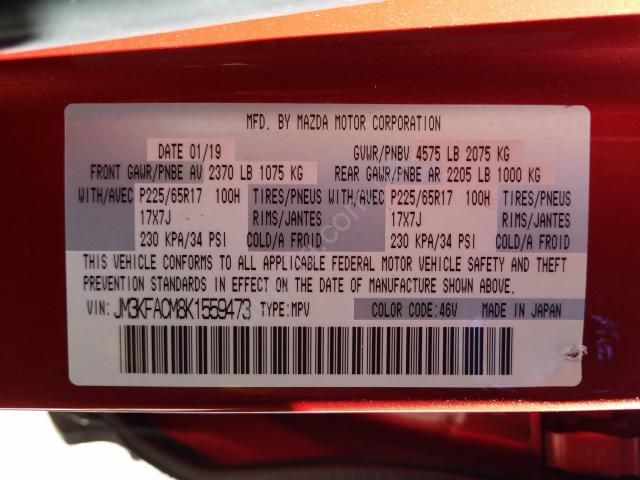 MFD. BY MAZDA MOTOR CORPORATION
DATE 01/19 GVWR/PNBV 4575 LB 2075 KG
FRONT GAWR/PNBE AV 2370 LB 1075 KG REAR GAWR/PNBE AR 2205 LB 1000 KG
WITH/AVEC P225/65R17 100H TIRES/PNEUS WITH/AVEC P225/65R17 100H TIRES/PNEUS
17X7J RIMS/JANTES 17X7J RIMS/JANTES
230 KPA/34 PSI COLD/A FROID 230 KPA/34 PSI COLD/A FROID
THIS VEHICLE CONFORMS TO ALL APPLICABLE FEDERAL MOTOR VEHICLE SAFETY AND THEFT
PREVENTION STANDARDS IN EFFECT ON THE DATE OF MANUFACTURE SHOWN ABOVE.
VIN: JM3KFACM8K1559473 TYPE:MPV COLOR CODE:46V MADE IN JAPAN